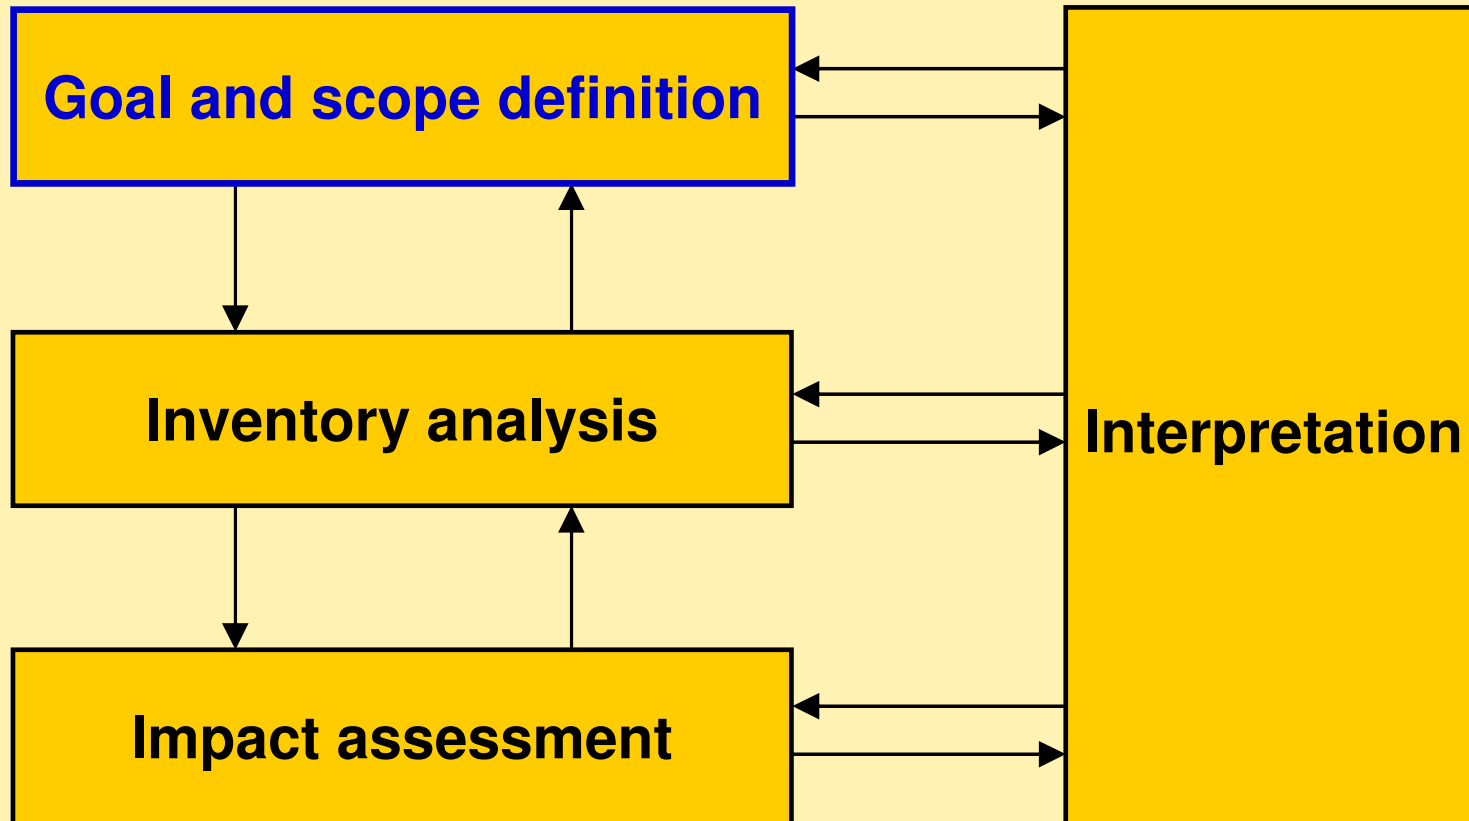 Goal and scope definition
Inventory analysis
Interpretation
Impact assessment